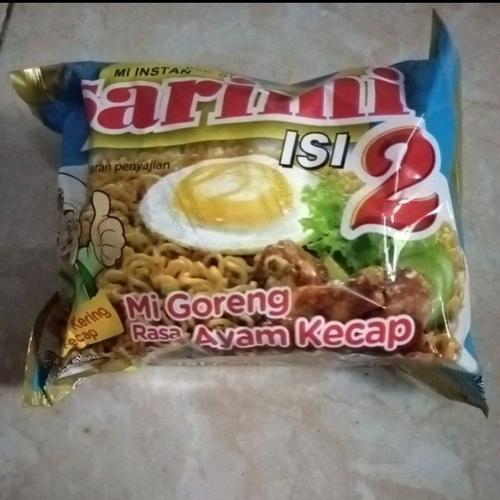 MI INSTAN
Sarimi
ISI 2
saran penyajian
Mi Goreng
Rasa Ayam Kecap
Kering
Kecap